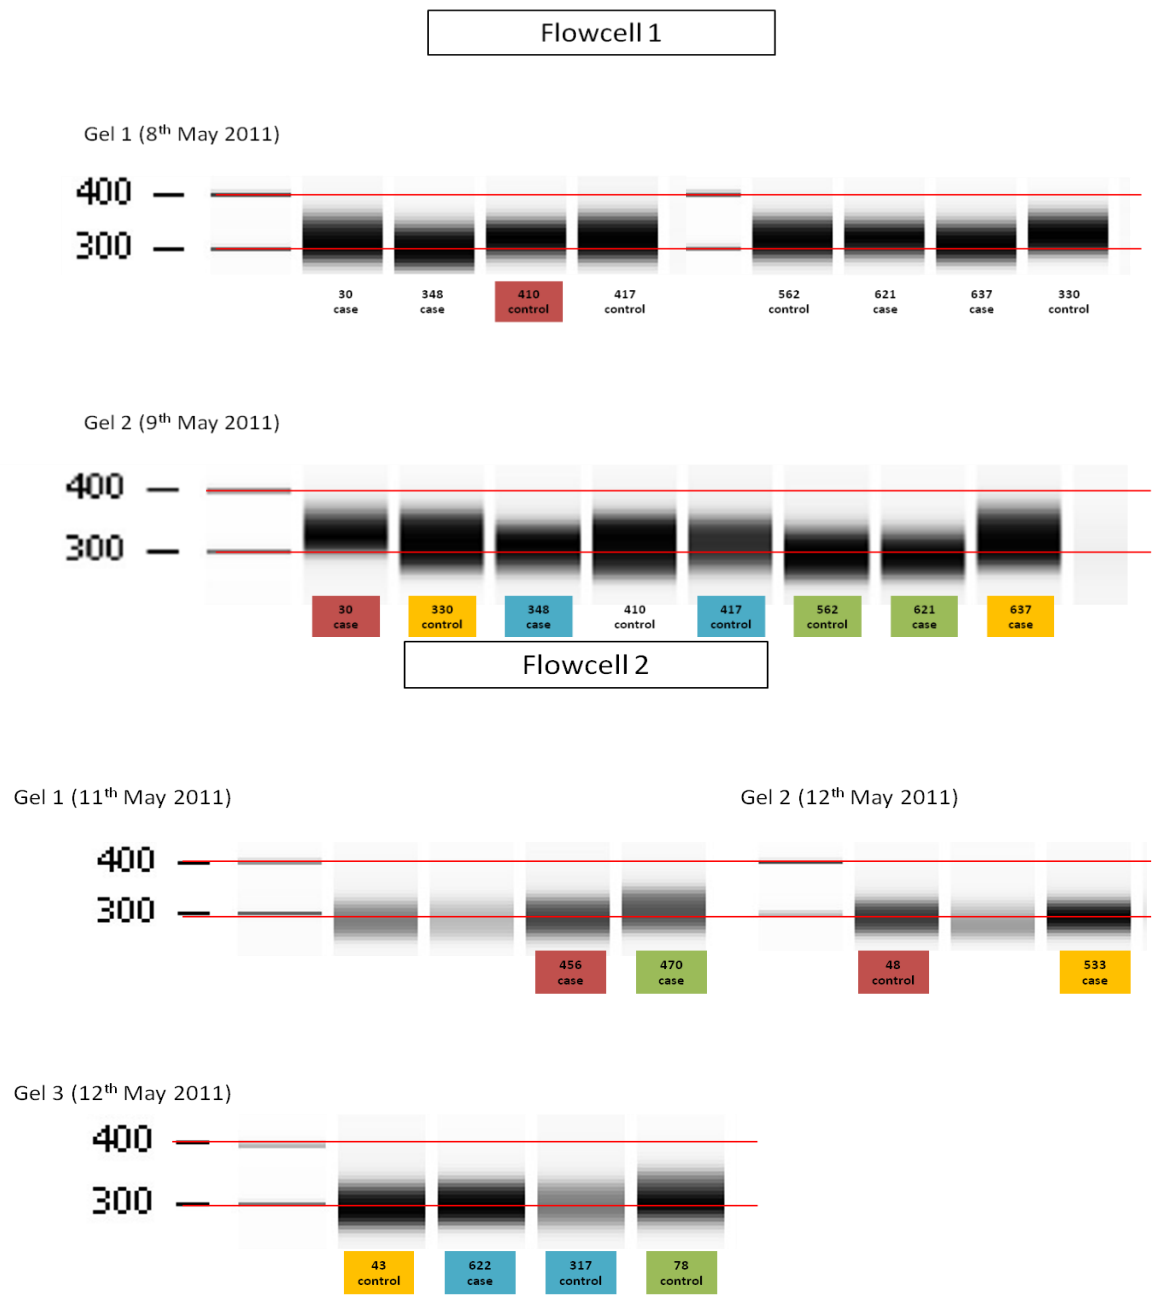 Flowcell 1
Gel 1 (8th May 2011)
400
300
30 348 410 417 562 621 637 330
case case control control control case case control
Gel 2 (9th May 2011)
400
300
30 330 348 410 417 562 621 637
case control case control control control case case
Flowcell 2
Gel 1 (11th May 2011) Gel 2 (12th May 2011)
400
300
456 470 48 533
case case control case
Gel 3 (12th May 2011)
400
300
43 622 317 78
control case control control